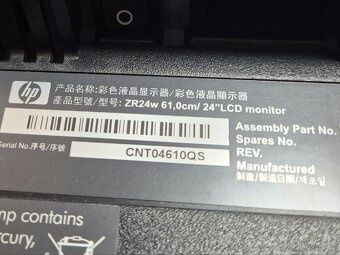 hp
产品名称:彩色液晶显示器/彩色液晶顯示器
產品型號/型号: ZR24w 61,0cm/ 24”LCD monitor
Assembly Part No.
Spares No.
REV.
Serial No./序号/序號 CNT04610QS
Manufactured
制造/製造日/제조일
mp contains
rcury,